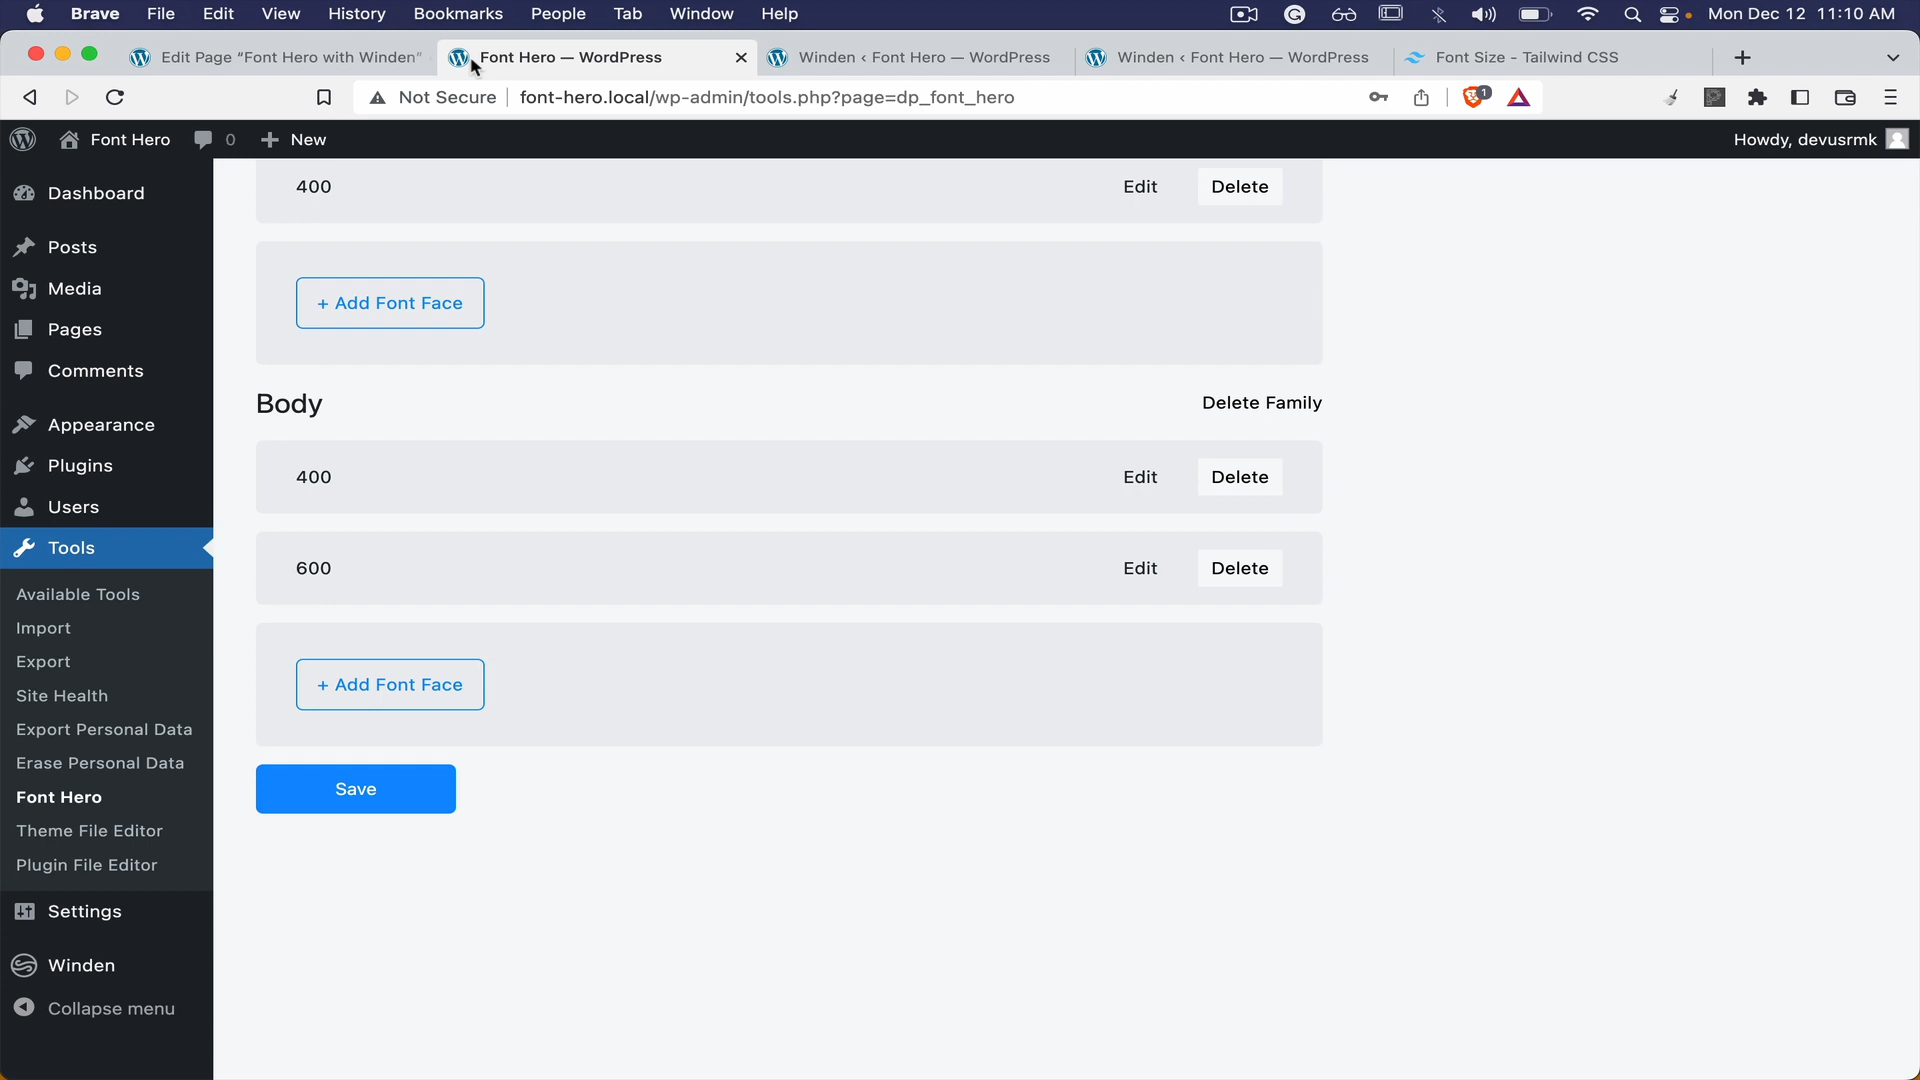 Brave File Edit View History Bookmarks People Tab Window Help Mon Dec 12 11:10 AM
Edit Page “Font Hero with Winden” Font Hero — WordPress Winden ‹ Font Hero — WordPress Winden ‹ Font Hero — WordPress Font Size - Tailwind CSS
Not Secure font-hero.local/wp-admin/tools.php?page=dp_font_hero 1
Font Hero 0 New Howdy, devusrmk
Dashboard
Posts
Media
Pages
Comments
Appearance
Plugins
Users
Tools
Available Tools
Import
Export
Site Health
Export Personal Data
Erase Personal Data
Font Hero
Theme File Editor
Plugin File Editor
Settings
Winden
Collapse menu
400 Edit Delete
+ Add Font Face
Body Delete Family
400 Edit Delete
600 Edit Delete
+ Add Font Face
Save